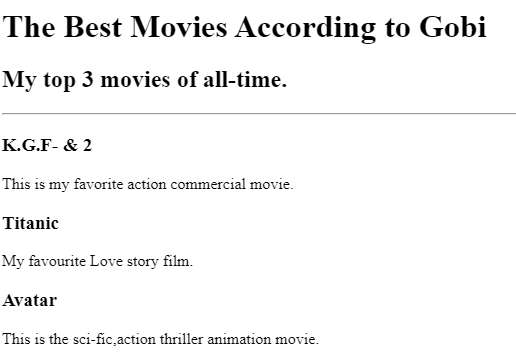 The Best Movies According to Gobi
My top 3 movies of all-time.
K.G.F- & 2
This is my favorite action commercial movie.
Titanic
My favourite Love story film.
Avatar
This is the sci-fic,action thriller animation movie.